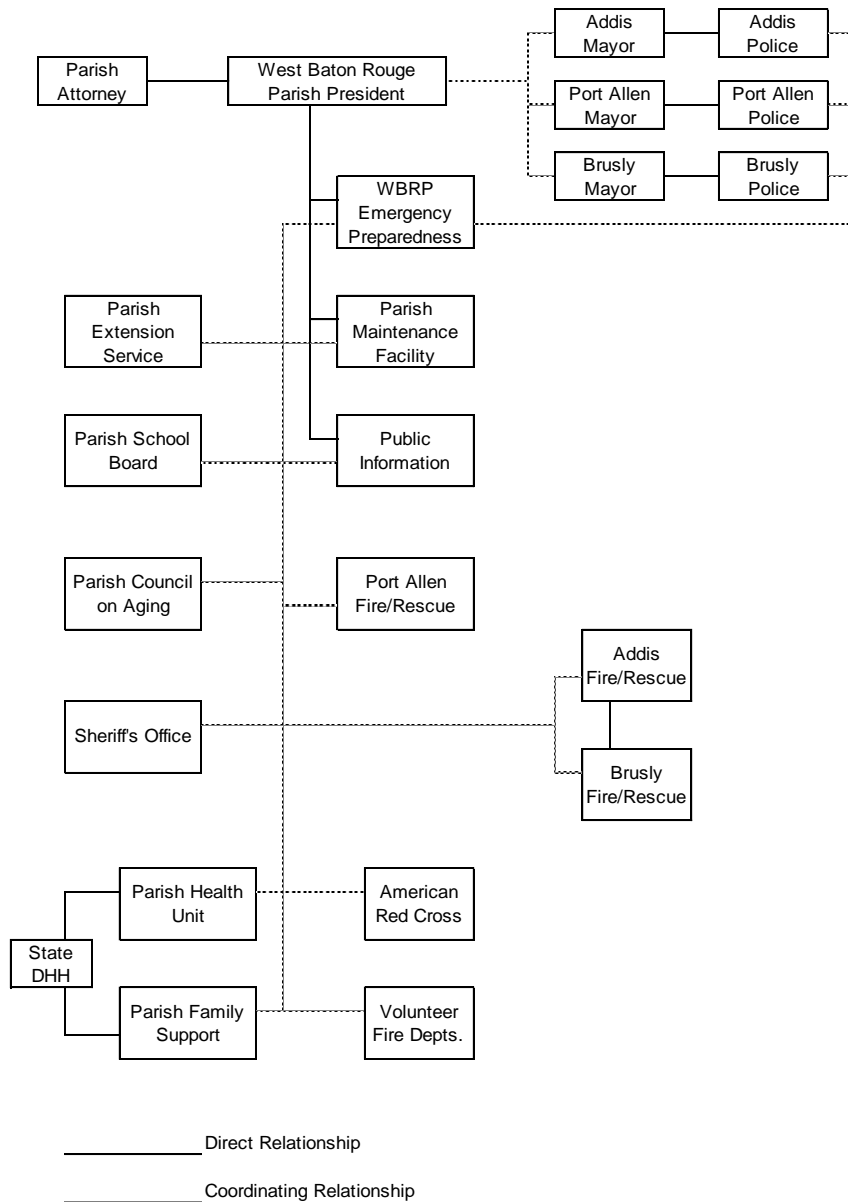 Addis
Mayor
Addis
Police
Parish
Attorney
West Baton Rouge
Parish President
Port Allen
Mayor
Port Allen
Police
Brusly
Mayor
Brusly
Police
WBRP
Emergency
Preparedness
Parish
Extension
Service
Parish
Maintenance
Facility
Parish School
Board
Public
Information
Parish Council
on Aging
Port Allen
Fire/Rescue
Addis
Fire/Rescue
Sheriff's Office
Brusly
Fire/Rescue
Parish Health
Unit
American
Red Cross
State
DHH
Parish Family
Support
Volunteer
Fire Depts.
Direct Relationship
Coordinating Relationship